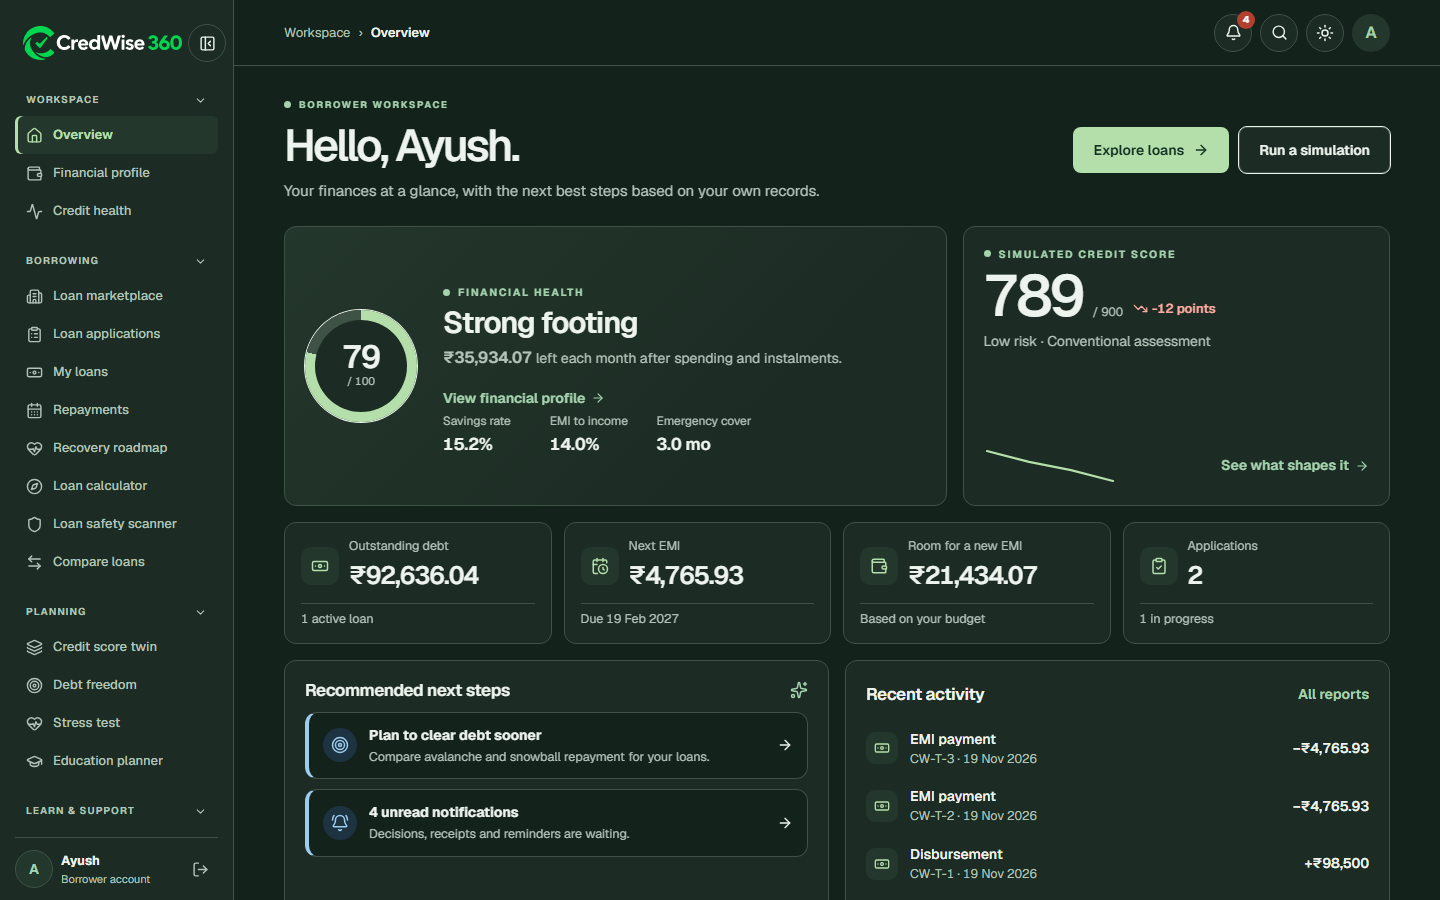 CredWise 360
WORKSPACE
Overview
Financial profile
Credit health
BORROWING
Loan marketplace
Loan applications
My loans
Repayments
Recovery roadmap
Loan calculator
Loan safety scanner
Compare loans
PLANNING
Credit score twin
Debt freedom
Stress test
Education planner
LEARN & SUPPORT
A
Ayush
Borrower account
Workspace › Overview
4
A
BORROWER WORKSPACE
Hello, Ayush.
Your finances at a glance, with the next best steps based on your own records.
Explore loans →
Run a simulation
79
/ 100
FINANCIAL HEALTH
Strong footing
₹35,934.07 left each month after spending and instalments.
View financial profile →
Savings rate
15.2%
EMI to income
14.0%
Emergency cover
3.0 mo
SIMULATED CREDIT SCORE
789 / 900 -12 points
Low risk · Conventional assessment
See what shapes it →
Outstanding debt
₹92,636.04
1 active loan
Next EMI
₹4,765.93
Due 19 Feb 2027
Room for a new EMI
₹21,434.07
Based on your budget
Applications
2
1 in progress
Recommended next steps
Plan to clear debt sooner
Compare avalanche and snowball repayment for your loans.
4 unread notifications
Decisions, receipts and reminders are waiting.
Recent activity
All reports
EMI payment
CW-T-3 · 19 Nov 2026
−₹4,765.93
EMI payment
CW-T-2 · 19 Nov 2026
−₹4,765.93
Disbursement
CW-T-1 · 19 Nov 2026
+₹98,500